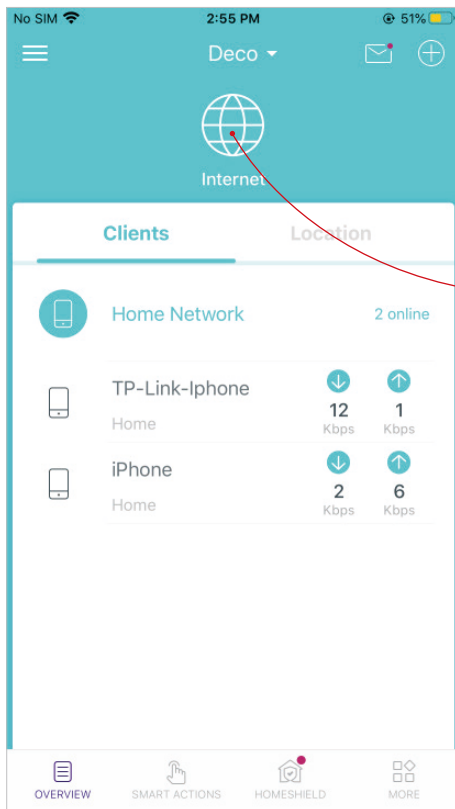 No SIM 2:55 PM 51%
Deco
Internet
Clients Location
Home Network 2 online
TP-Link-Iphone
12 1
Home Kbps Kbps
iPhone
2 6
Home Kbps Kbps
OVERVIEW SMART ACTIONS HOMESHIELD MORE